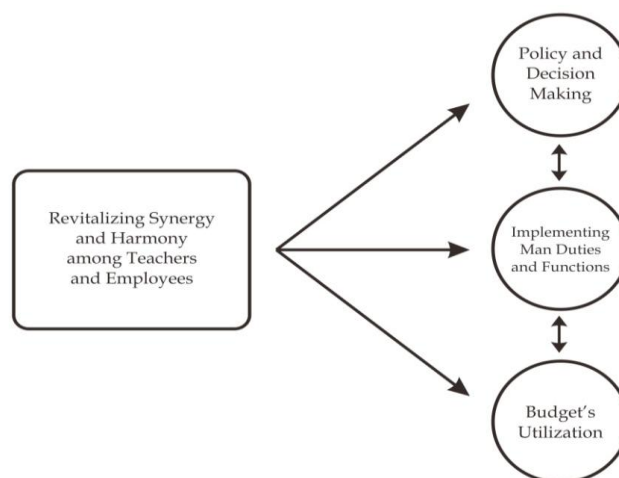 Policy and
Decision
Making
Revitalizing Synergy
and Harmony
among Teachers
and Employees
Implementing
Man Duties
and Functions
Budget's
Utilization